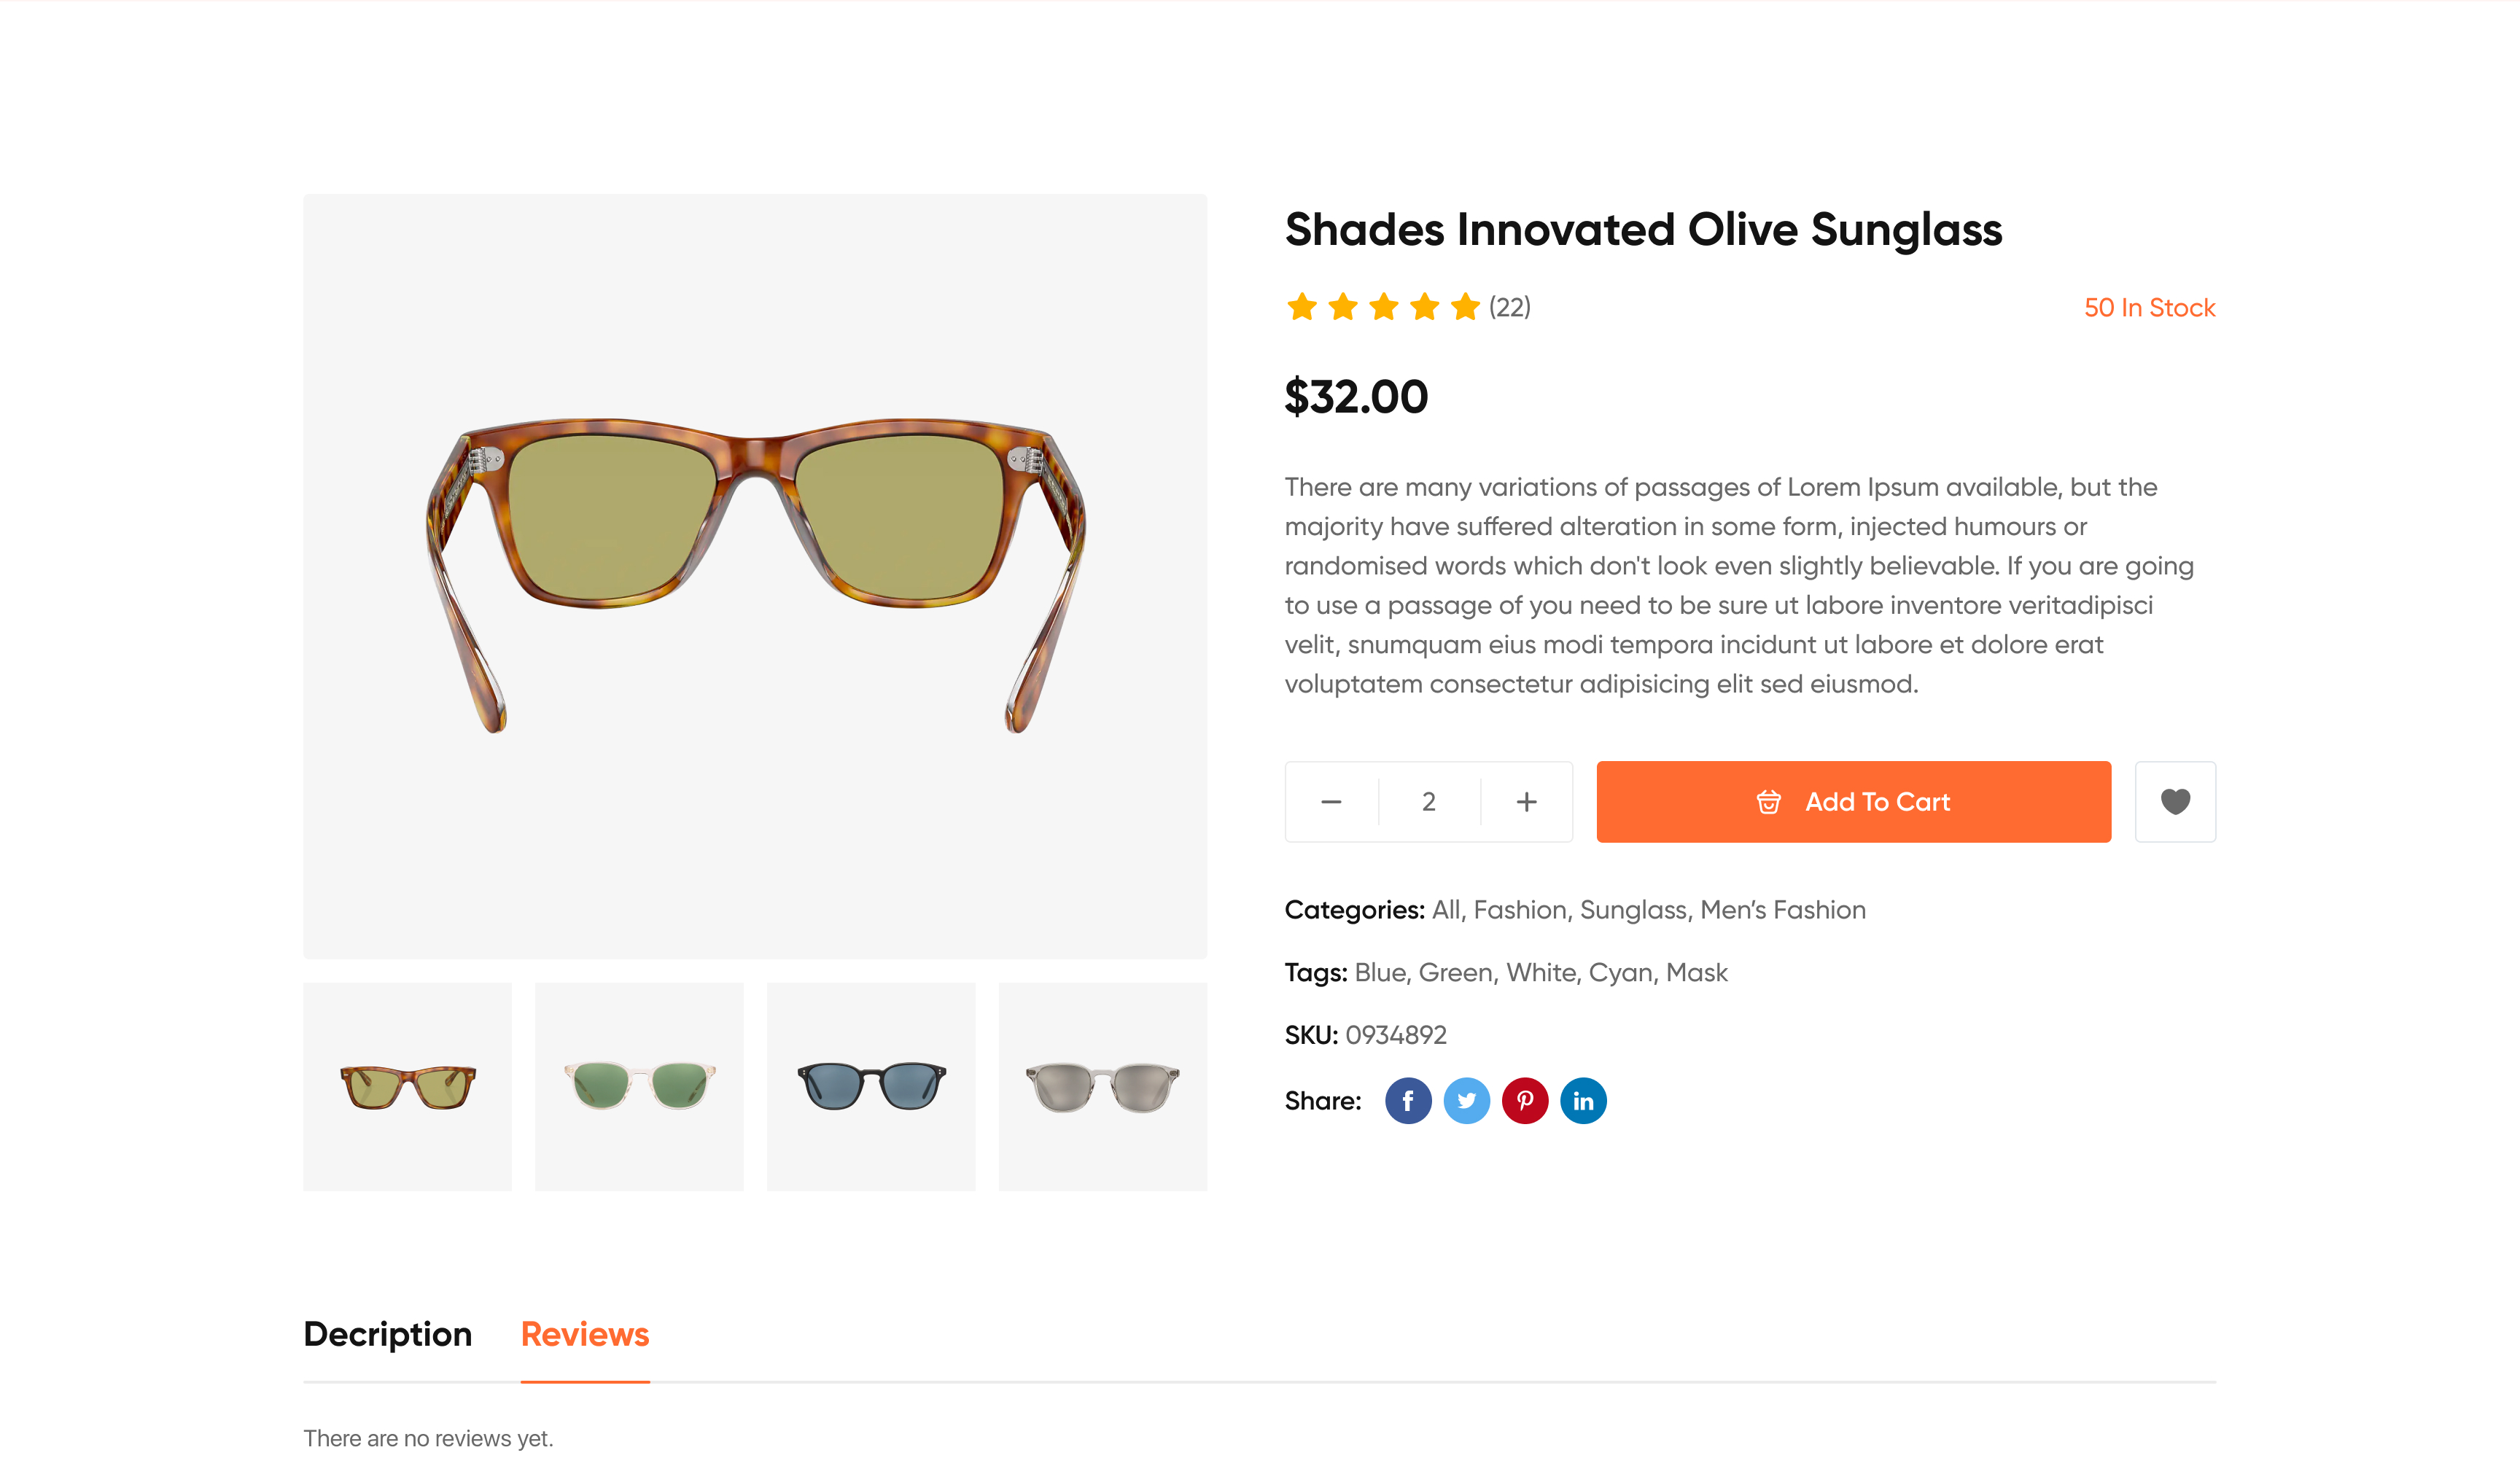 Shades Innovated Olive Sunglass
(22)
50 In Stock
$32.00
There are many variations of passages of Lorem Ipsum available, but the
majority have suffered alteration in some form, injected humours or
randomised words which don't look even slightly believable. If you are going
to use a passage of you need to be sure ut labore inventore veritadipisci
velit, snumquam eius modi tempora incidunt ut labore et dolore erat
voluptatem consectetur adipisicing elit sed eiusmod.
2
Add To Cart
Categories: All, Fashion, Sunglass, Men’s Fashion
Tags: Blue, Green, White, Cyan, Mask
SKU: 0934892
Share:
Decription
Reviews
There are no reviews yet.